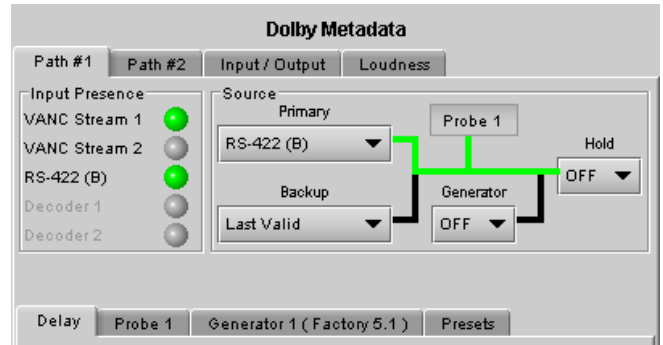 Dolby Metadata
Path #1 Path #2 Input / Output Loudness
Input Presence
VANC Stream 1
VANC Stream 2
RS-422 (B)
Decoder 1
Decoder 2
Source
Primary
RS-422 (B)
Probe 1
Hold
OFF
Backup
Last Valid
Generator
OFF
Delay Probe 1 Generator 1 ( Factory 5.1 ) Presets